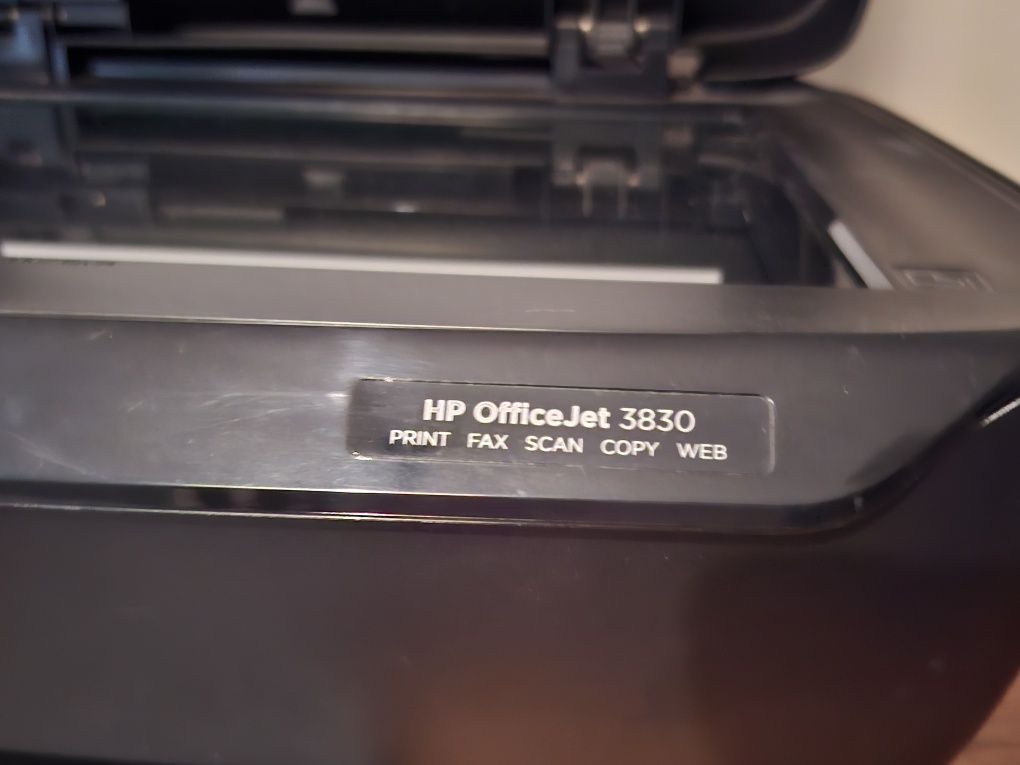 HP OfficeJet 3830
PRINT FAX SCAN COPY WEB